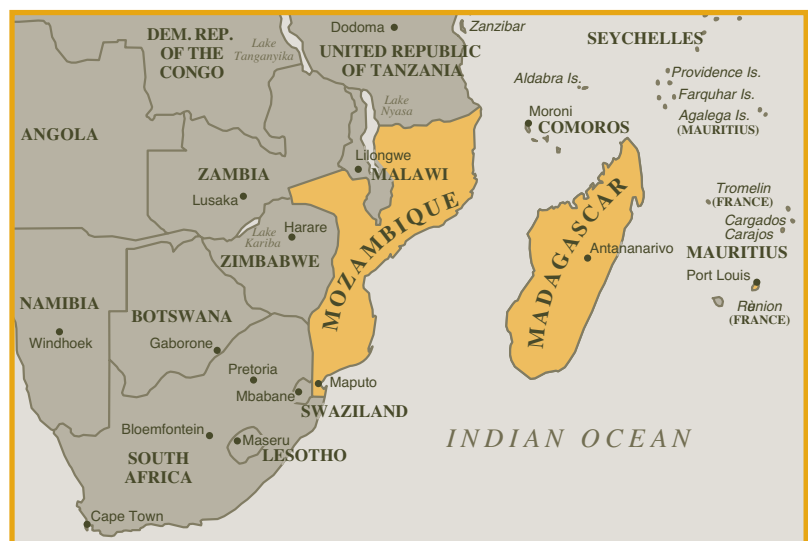 Dodoma
Zanzibar
DEM. REP.
OF THE
CONGO
Lake
Tanganyika
UNITED REPUBLIC
OF TANZANIA
SEYCHELLES
Aldabra Is.
Providence Is.
Farquhar Is.
Agalega Is.
(MAURITIUS)
Lake
Nyasa
Moroni
COMOROS
ANGOLA
Lilongwe
ZAMBIA
MALAWI
Lusaka
MOZAMBIQUE
MADAGASCAR
Tromelin
(FRANCE)
Cargados
Carajos
Lake
Kariba
Harare
ZIMBABWE
Antananarivo
MAURITIUS
Port Louis
NAMIBIA
BOTSWANA
Rùnion
(FRANCE)
Windhoek
Gaborone
Pretoria
Maputo
Mbabane
SWAZILAND
Bloemfontein
Maseru
LESOTHO
INDIAN OCEAN
SOUTH
AFRICA
Cape Town